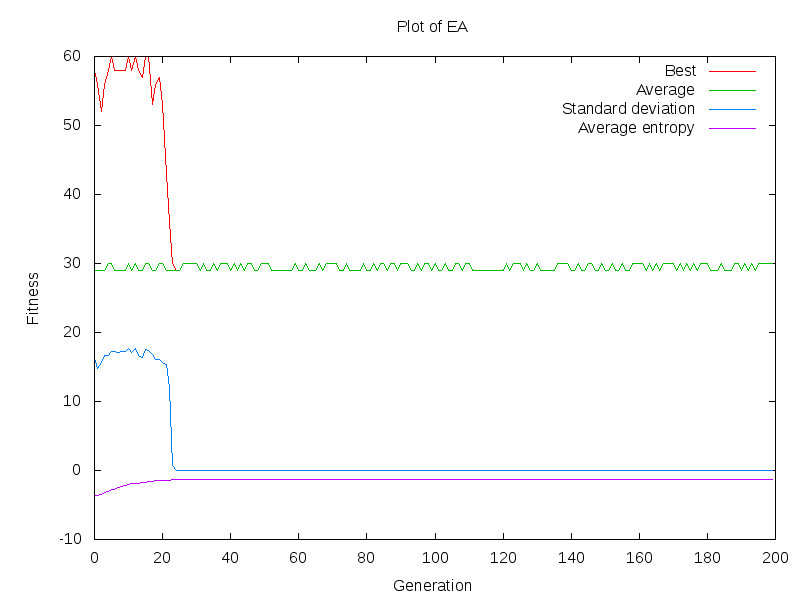 Plot of EA
Best
Average
Standard deviation
Average entropy
60
50
40
30
20
10
0
-10
Fitness
0 20 40 60 80 100 120 140 160 180 200
Generation